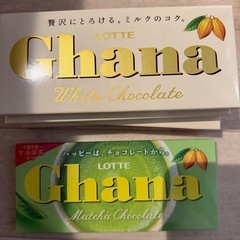 贅沢にとろける。ミルクのコク。
LOTTE
Ghana
White Chocolate
ハッピーは、チョコレートから。
LOTTE
Ghana
Matcha Chocolate